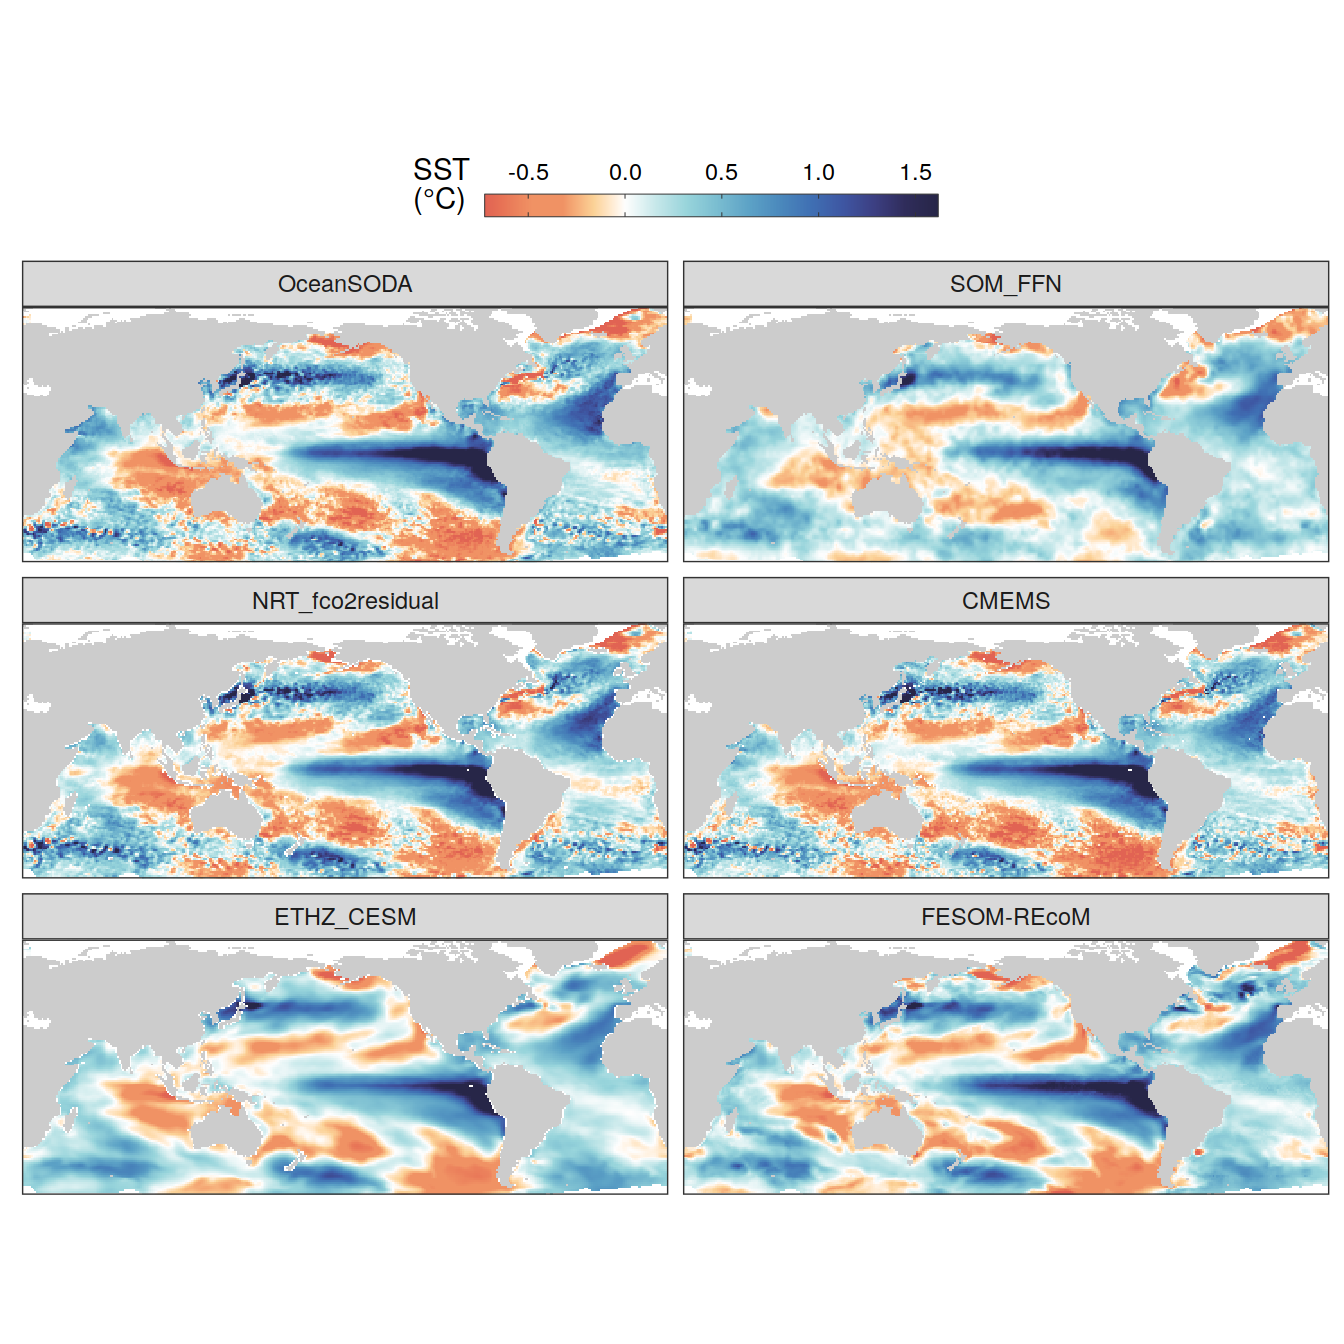 SST
(°C)
-0.5 0.0 0.5 1.0 1.5
OceanSODA
SOM_FFN
NRT_fco2residual
CMEMS
ETHZ_CESM
FESOM-REcoM